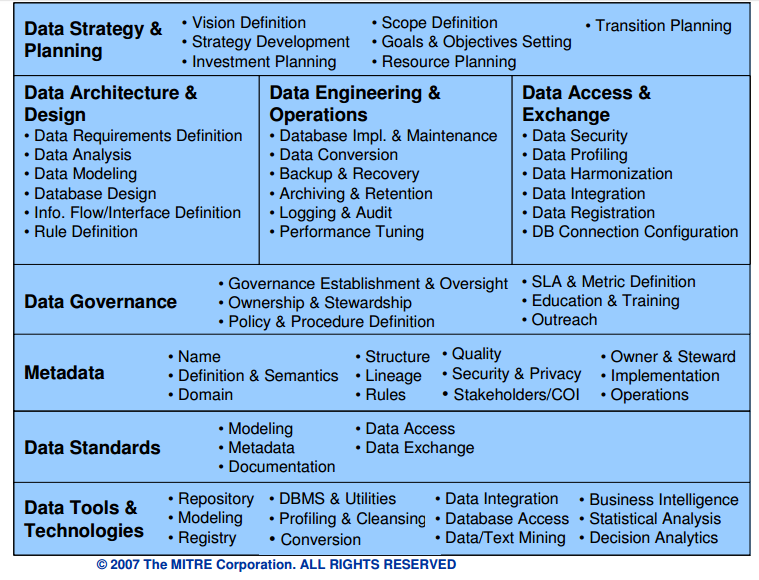 Data Strategy &
Planning
• Vision Definition
• Strategy Development
• Investment Planning
• Scope Definition
• Goals & Objectives Setting
• Resource Planning
• Transition Planning
Data Architecture &
Design
• Data Requirements Definition
• Data Analysis
• Data Modeling
• Database Design
• Info. Flow/Interface Definition
• Rule Definition
Data Engineering &
Operations
• Database Impl. & Maintenance
• Data Conversion
• Backup & Recovery
• Archiving & Retention
• Logging & Audit
• Performance Tuning
Data Access &
Exchange
• Data Security
• Data Profiling
• Data Harmonization
• Data Integration
• Data Registration
• DB Connection Configuration
Data Governance
• Governance Establishment & Oversight
• Ownership & Stewardship
• Policy & Procedure Definition
• SLA & Metric Definition
• Education & Training
• Outreach
Metadata
• Name
• Definition & Semantics
• Domain
• Structure
• Lineage
• Rules
• Quality
• Security & Privacy
• Stakeholders/COI
• Owner & Steward
• Implementation
• Operations
Data Standards
• Modeling
• Metadata
• Documentation
• Data Access
• Data Exchange
Data Tools &
Technologies
• Repository
• Modeling
• Registry
• DBMS & Utilities
• Profiling & Cleansing
• Conversion
• Data Integration
• Database Access
• Data/Text Mining
• Business Intelligence
• Statistical Analysis
• Decision Analytics
© 2007 The MITRE Corporation. ALL RIGHTS RESERVED